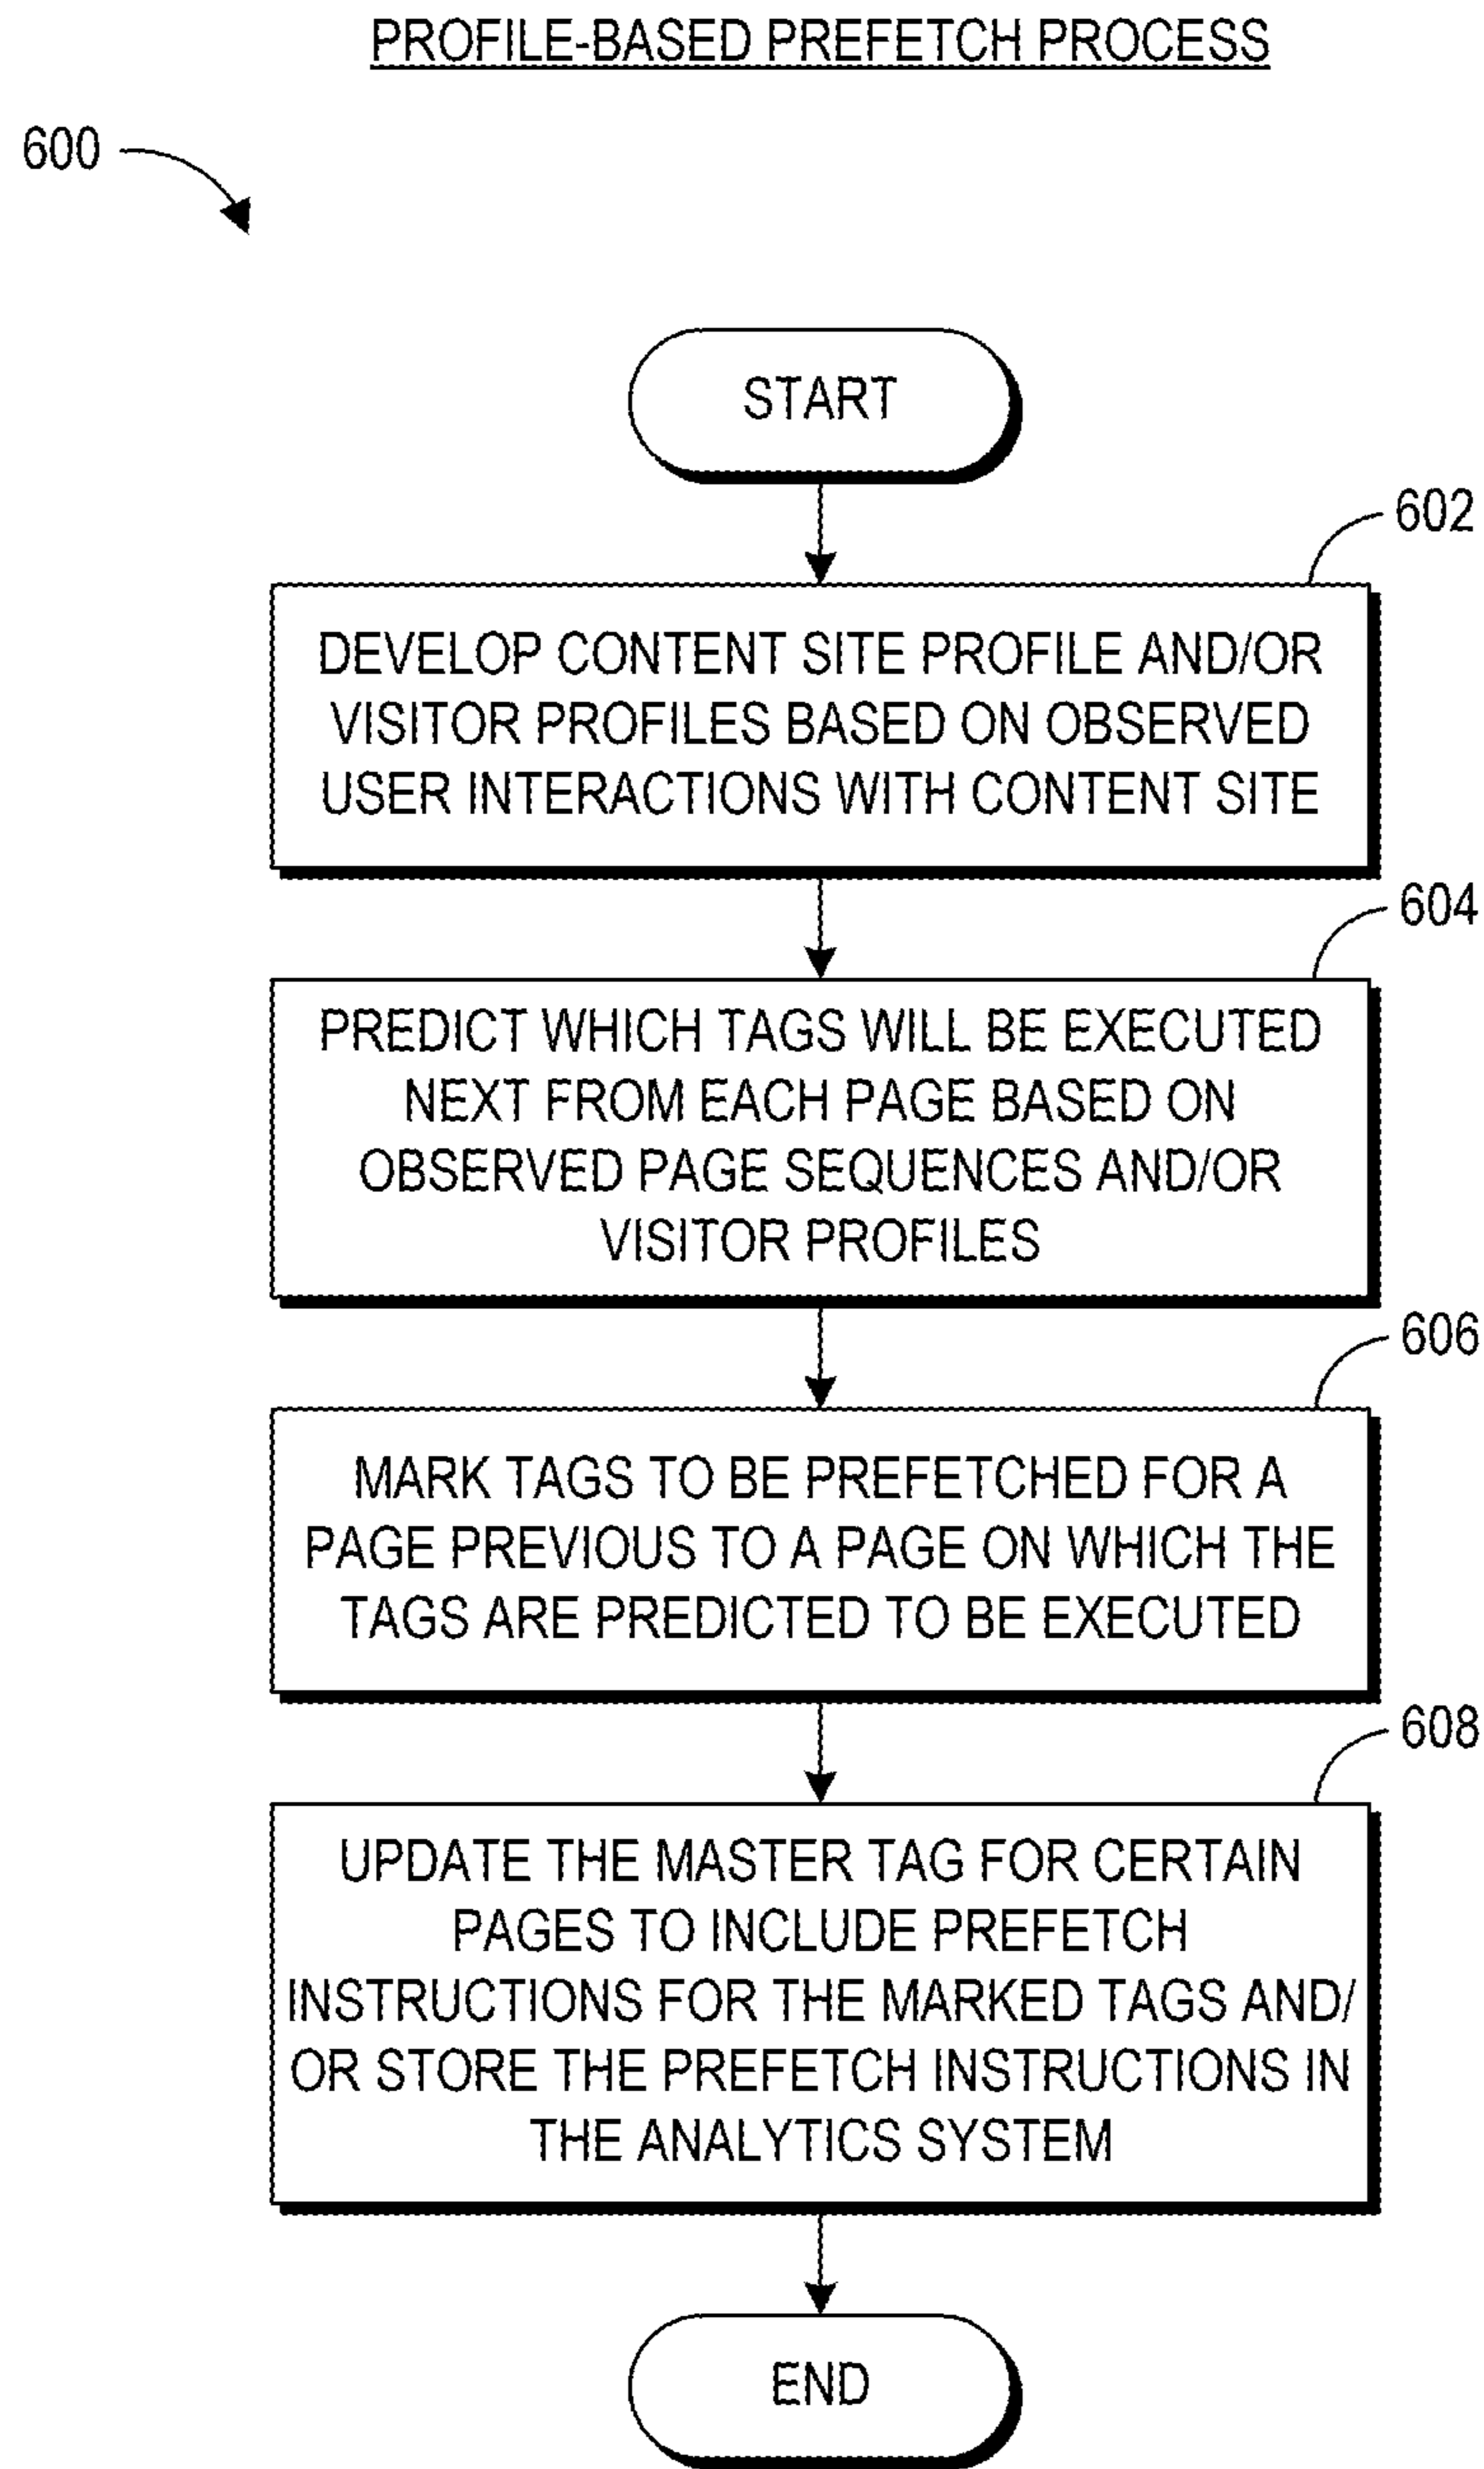 PROFILE-BASED PREFETCH PROCESS
600
START
602
DEVELOP CONTENT SITE PROFILE AND/OR
VISITOR PROFILES BASED ON OBSERVED
USER INTERACTIONS WITH CONTENT SITE
604
PREDICT WHICH TAGS WILL BE EXECUTED
NEXT FROM EACH PAGE BASED ON
OBSERVED PAGE SEQUENCES AND/OR
VISITOR PROFILES
606
MARK TAGS TO BE PREFETCHED FOR A
PAGE PREVIOUS TO A PAGE ON WHICH THE
TAGS ARE PREDICTED TO BE EXECUTED
608
UPDATE THE MASTER TAG FOR CERTAIN
PAGES TO INCLUDE PREFETCH
INSTRUCTIONS FOR THE MARKED TAGS AND/
OR STORE THE PREFETCH INSTRUCTIONS IN
THE ANALYTICS SYSTEM
END